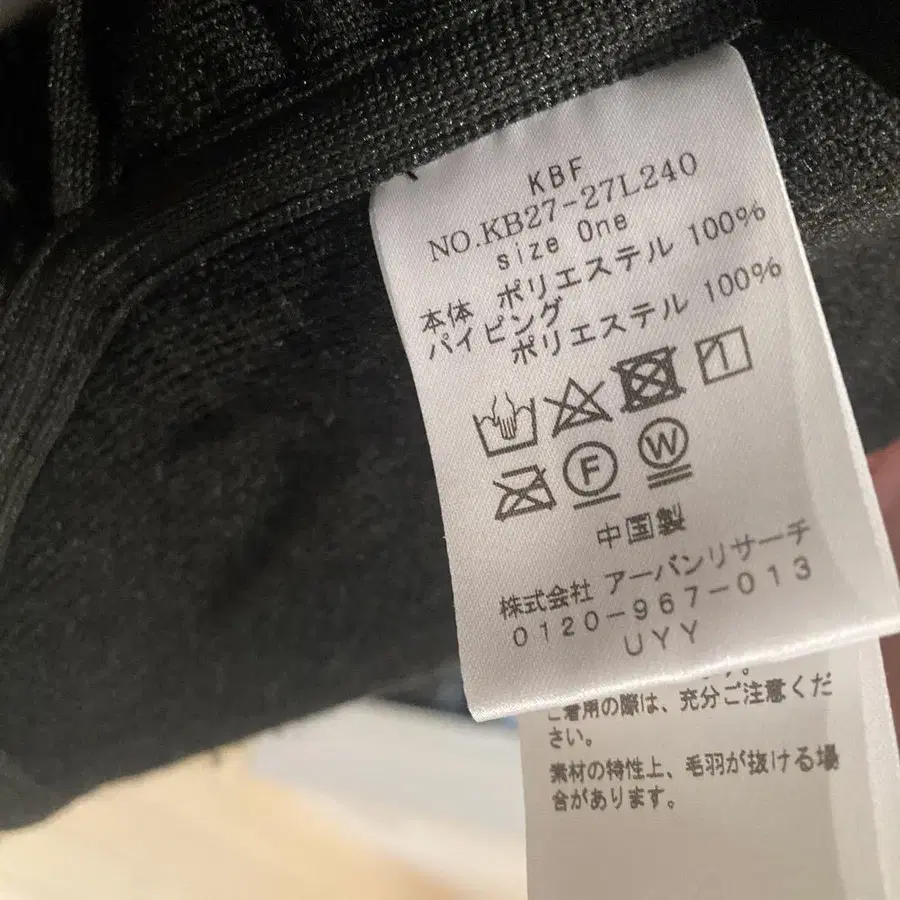 KBF
NO.KB27-27L240
size One
本体 ポリエステル 100%
パイピング
ポリエステル 100%
F W
中国製
株式会社 アーバンリサーチ
0120-967-013
UYY
ご着用の際は、充分ご注意くだ
さい。
素材の特性上、毛羽が抜ける場
合があります。